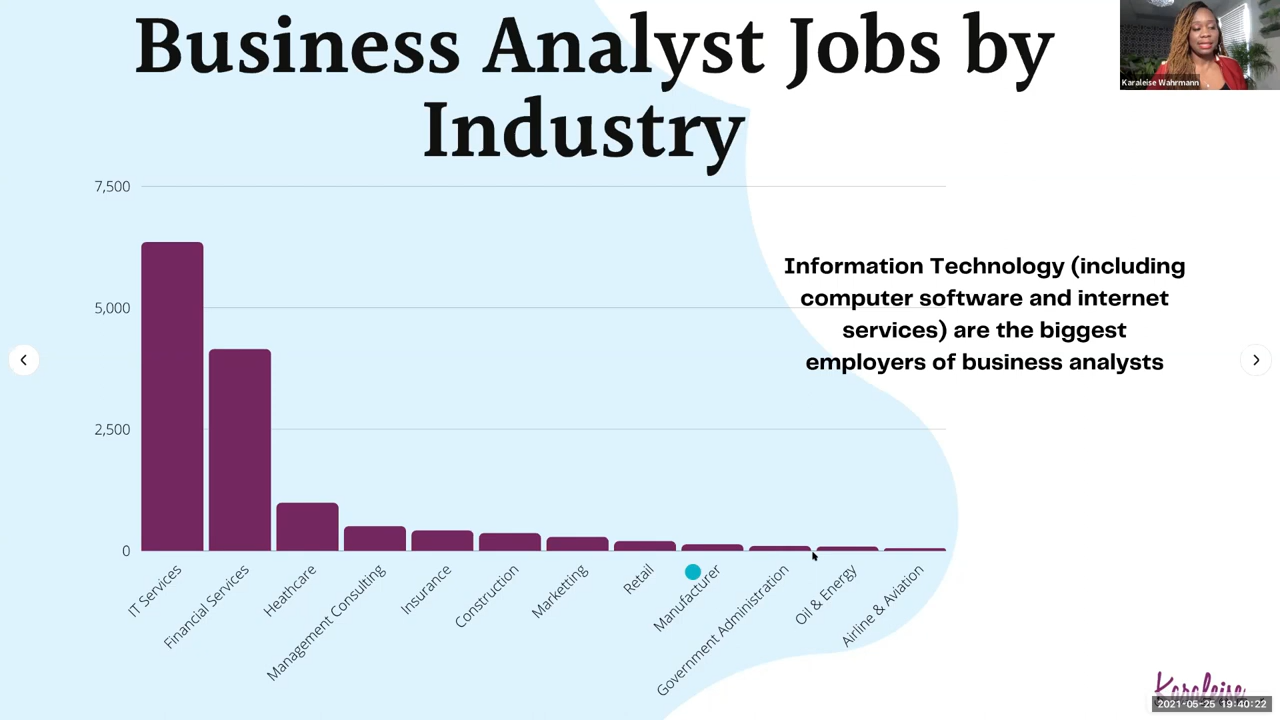 Business Analyst Jobs by
Industry
Karaleise Wahrmann
7,500
5,000
2,500
0
Information Technology (including
computer software and internet
services) are the biggest
employers of business analysts
IT Services
Financial Services
Heathcare
Management Consulting
Insurance
Construction
Marketting
Retail
Manufacturer
Government Administration
Oil & Energy
Airline & Aviation
Karaleise
2021-05-25 19:40:22